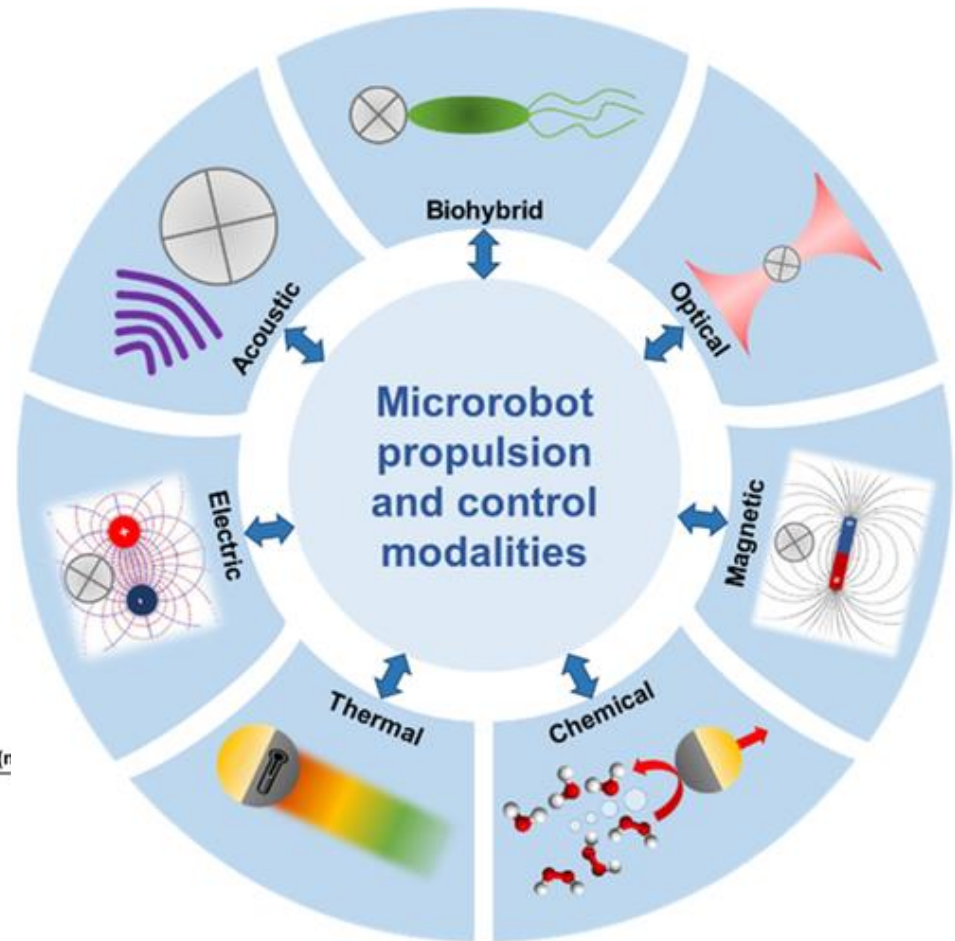 Biohybrid
Optical
Magnetic
Chemical
Thermal
Electric
Acoustic
Microrobot
propulsion
and control
modalities